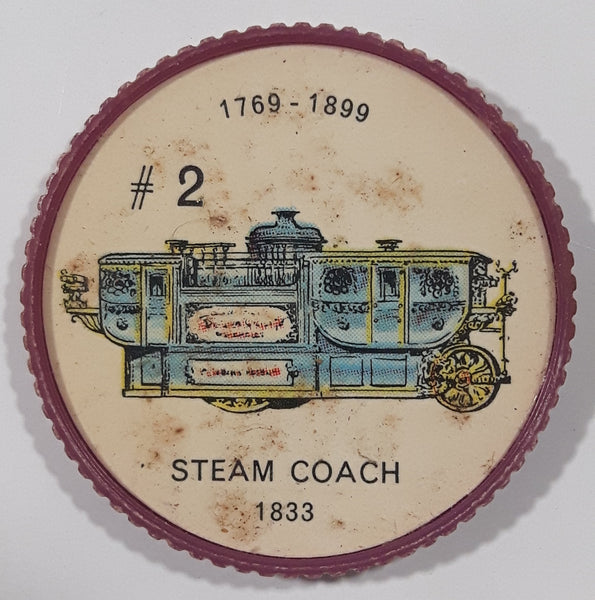 1769 - 1899
# 2
STEAM COACH
1833